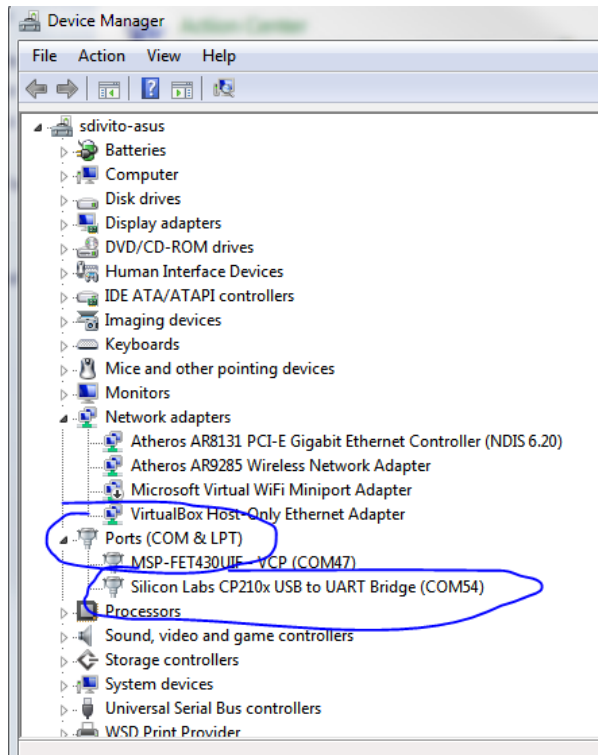 Device Manager
File Action View Help
sdivito-asus
Batteries
Computer
Disk drives
Display adapters
DVD/CD-ROM drives
Human Interface Devices
IDE ATA/ATAPI controllers
Imaging devices
Keyboards
Mice and other pointing devices
Monitors
Network adapters
Atheros AR8131 PCI-E Gigabit Ethernet Controller (NDIS 6.20)
Atheros AR9285 Wireless Network Adapter
Microsoft Virtual WiFi Miniport Adapter
VirtualBox Host-Only Ethernet Adapter
Ports (COM & LPT)
MSP-FET430UIF - VCP (COM47)
Silicon Labs CP210x USB to UART Bridge (COM54)
Processors
Sound, video and game controllers
Storage controllers
System devices
Universal Serial Bus controllers
WSD Print Provider